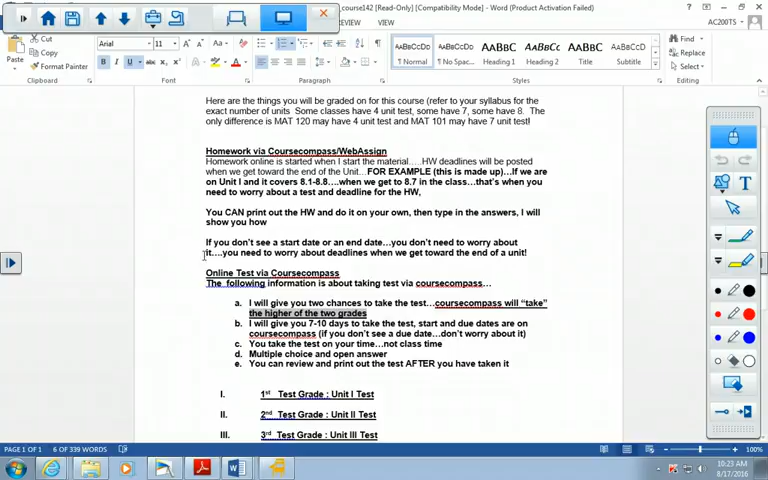 course142 [Read-Only] [Compatibility Mode] - Word (Product Activation Failed)
REVIEW VIEW
AC200TS
Cut
Copy
Format Painter
Paste
Arial 11
Find
Replace
Select
AaBbCcDd AaBbCcDd AABBC AaBbCc AABBC AaBbCcD
¶ Normal ¶ No Spac... Heading 1 Heading 2 Title Subtitle
Clipboard Font Paragraph Styles Editing
Here are the things you will be graded on for this course (refer to your syllabus for the
exact number of units Some classes have 4 unit test, some have 7, some have 8. The
only difference is MAT 120 may have 4 unit test and MAT 101 may have 7 unit test!
Homework via Coursecompass/WebAssign
Homework online is started when I start the material.....HW deadlines will be posted
when we get toward the end of the Unit...FOR EXAMPLE (this is made up)...If we are
on Unit I and it covers 8.1-8.8....when we get to 8.7 in the class...that's when you
need to worry about a test and deadline for the HW,
You CAN print out the HW and do it on your own, then type in the answers, I will
show you how
If you don't see a start date or an end date...you don't need to worry about
it....you need to worry about deadlines when we get toward the end of a unit!
Online Test via Coursecompass
The following information is about taking test via coursecompass...
a. I will give you two chances to take the test...coursecompass will "take"
the higher of the two grades
b. I will give you 7-10 days to take the test, start and due dates are on
coursecompass (if you don't see a due date...don't worry about it)
c. You take the test on your time...not class time
d. Multiple choice and open answer
e. You can review and print out the test AFTER you have taken it
I. 1st Test Grade : Unit I Test
II. 2nd Test Grade : Unit II Test
III. 3rd Test Grade : Unit III Test
PAGE 1 OF 1 6 OF 339 WORDS
100%
10:23 AM
8/17/2016